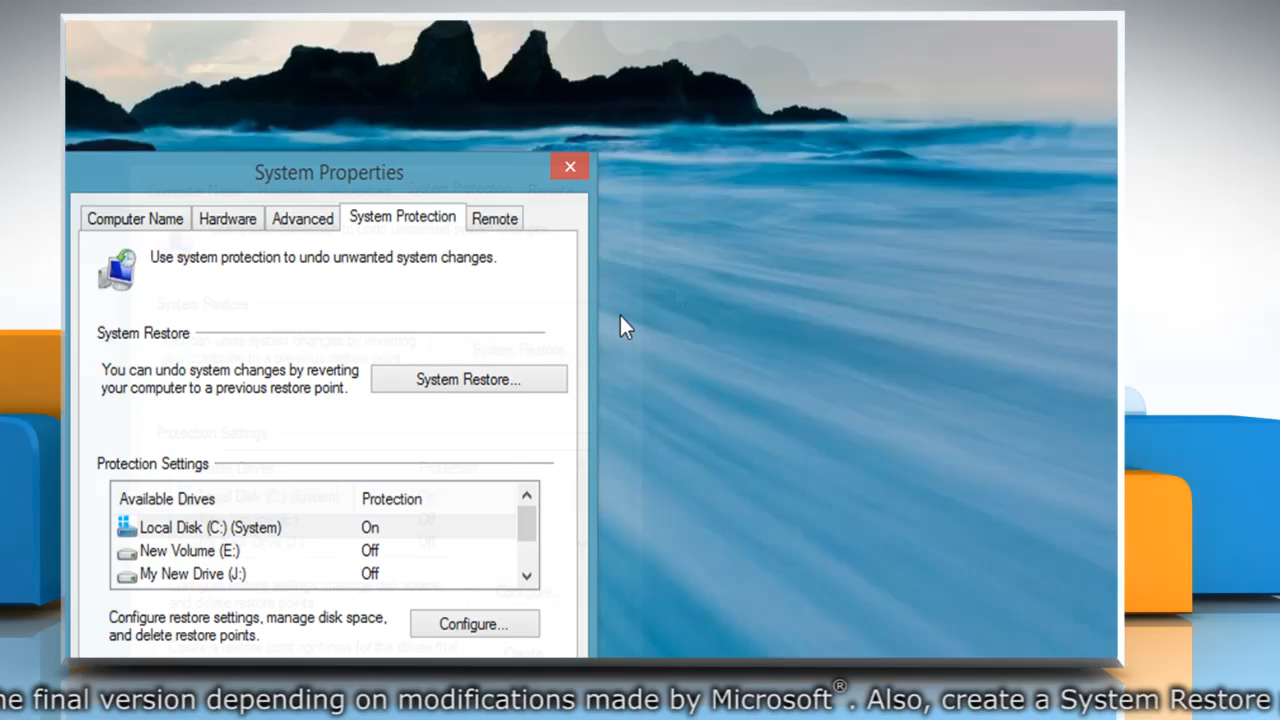 System Properties
Computer Name Hardware Advanced System Protection Remote
Use system protection to undo unwanted system changes.
System Restore
You can undo system changes by reverting
your computer to a previous restore point.
System Restore...
Protection Settings
Available Drives Protection
Local Disk (C:) (System) On
New Volume (E:) Off
My New Drive (J:) Off
Configure restore settings, manage disk space,
and delete restore points.
Configure...
final version depending on modifications made by Microsoft®. Also, create a System Restore